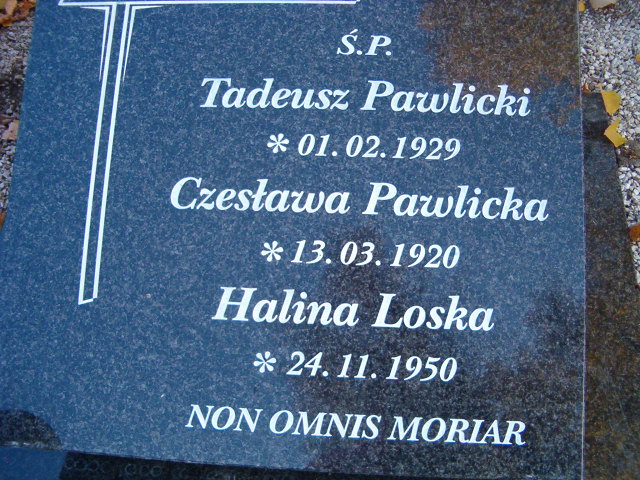 Ś.P.
Tadeusz Pawlicki
* 01.02.1929
Czesława Pawlicka
* 13.03.1920
Halina Loska
* 24.11.1950
NON OMNIS MORIAR